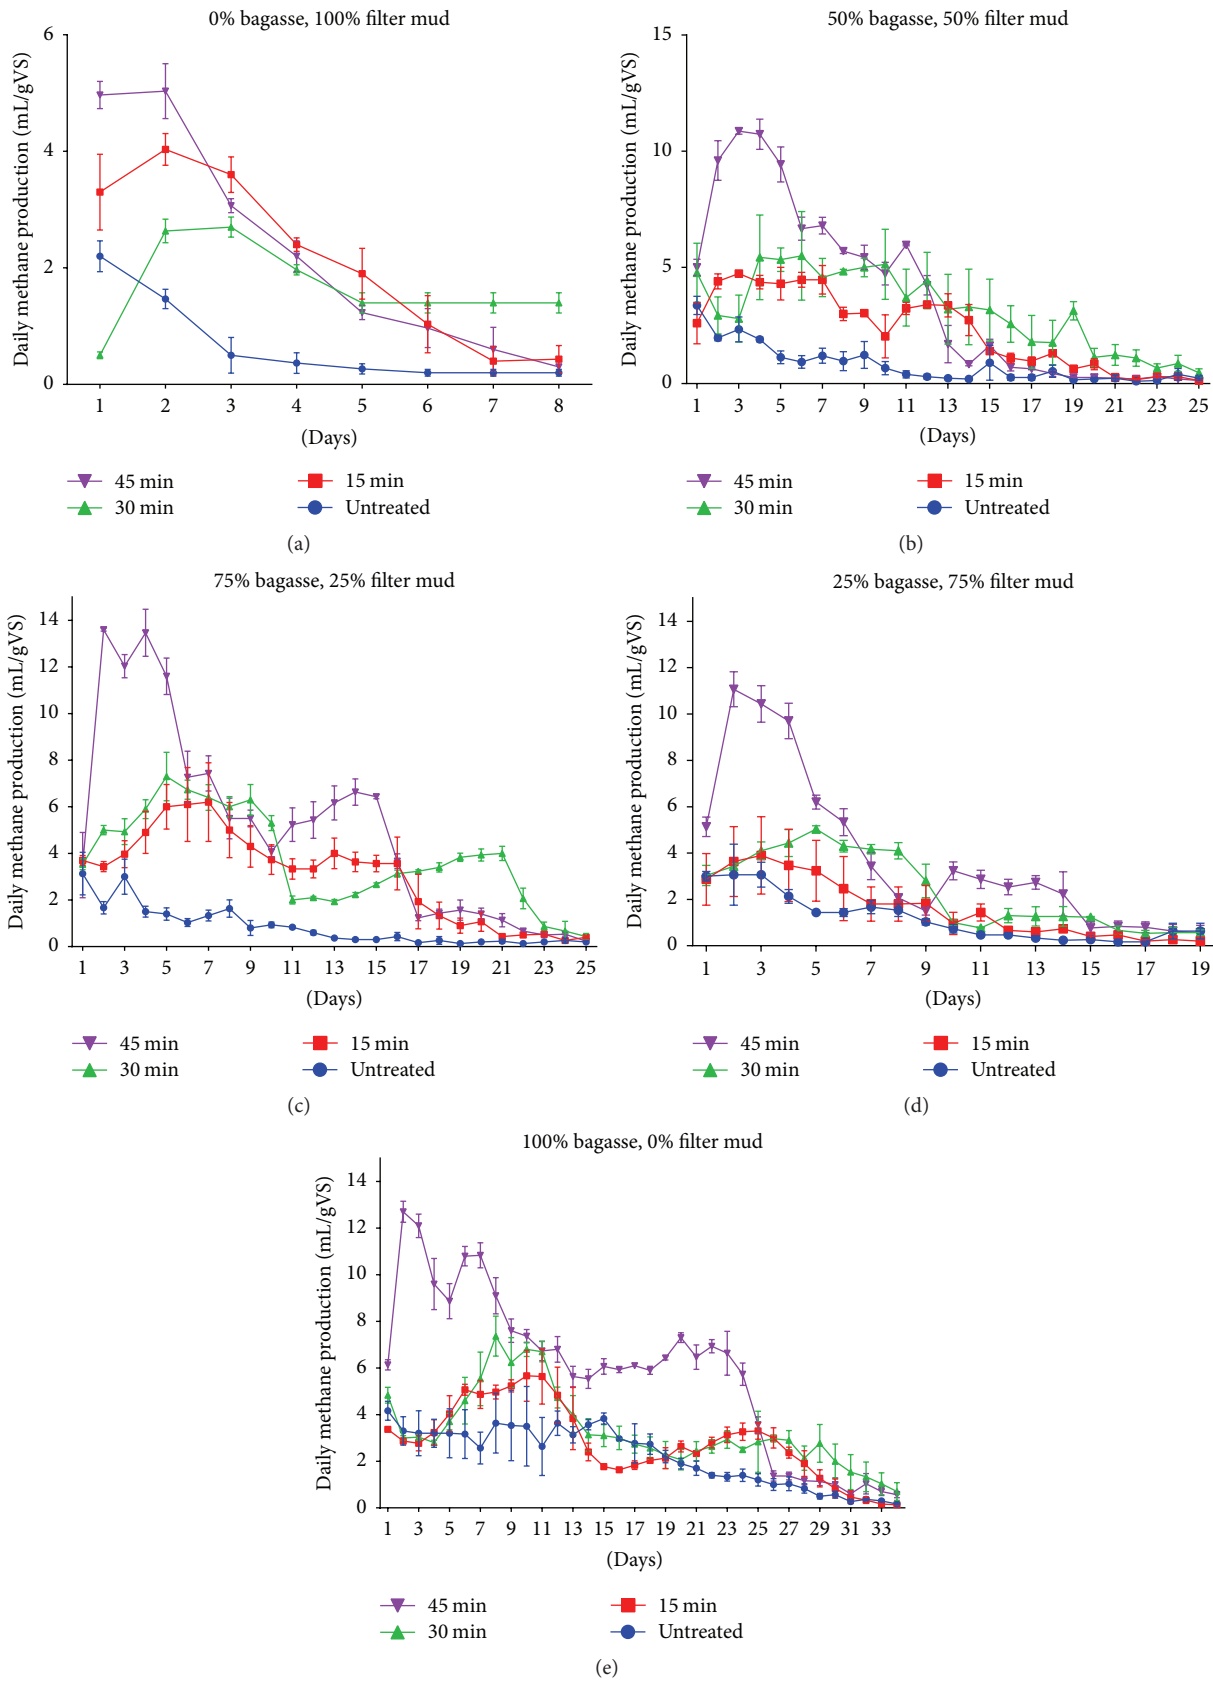 0% bagasse, 100% filter mud
Daily methane production (mL/gVS)
6
4
2
0
1 2 3 4 5 6 7 8
(Days)
45 min 15 min
30 min Untreated
(a)
50% bagasse, 50% filter mud
Daily methane production (mL/gVS)
15
10
5
0
1 3 5 7 9 11 13 15 17 19 21 23 25
(Days)
45 min 15 min
30 min Untreated
(b)
75% bagasse, 25% filter mud
Daily methane production (mL/gVS)
14
12
10
8
6
4
2
0
1 3 5 7 9 11 13 15 17 19 21 23 25
(Days)
45 min 15 min
30 min Untreated
(c)
25% bagasse, 75% filter mud
Daily methane production (mL/gVS)
14
12
10
8
6
4
2
0
1 3 5 7 9 11 13 15 17 19
(Days)
45 min 15 min
30 min Untreated
(d)
100% bagasse, 0% filter mud
Daily methane production (mL/gVS)
14
12
10
8
6
4
2
0
1 3 5 7 9 11 13 15 17 19 21 23 25 27 29 31 33
(Days)
45 min 15 min
30 min Untreated
(e)